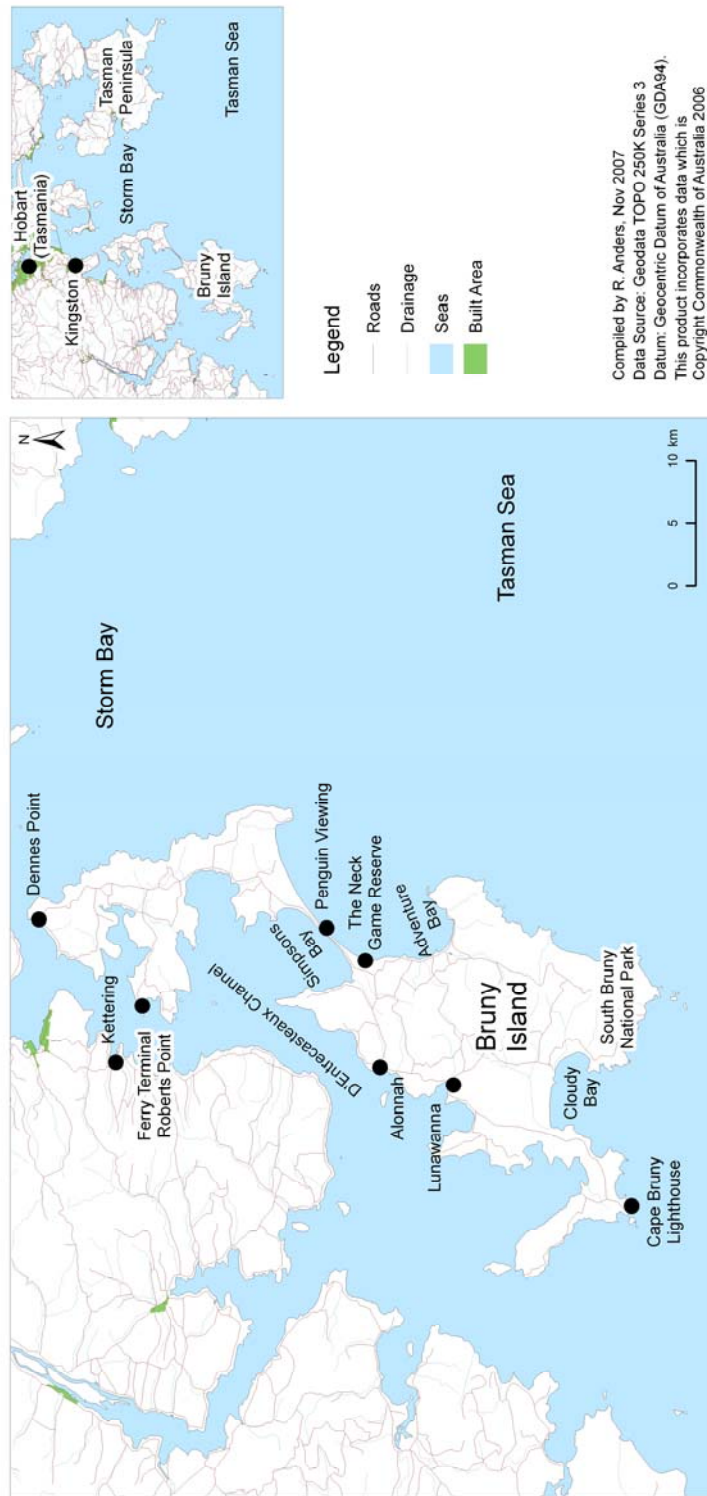 N
Dennes Point
Storm Bay
Kettering
Ferry Terminal
Roberts Point
D'Entrecasteaux Channel
Simpsons
Bay
Penguin Viewing
The Neck
Game Reserve
Adventure
Bay
Alonnah
Lunawanna
Bruny
Island
Tasman Sea
Cloudy
Bay
South Bruny
National Park
Cape Bruny
Lighthouse
0 5 10 km
Hobart
(Tasmania)
Kingston
Tasman
Peninsula
Storm Bay
Bruny
Island
Tasman Sea
Legend
Roads
Drainage
Seas
Built Area
Compiled by R. Anders, Nov 2007
Data Source: Geodata TOPO 250K Series 3
Datum: Geocentric Datum of Australia (GDA94).
This product incorporates data which is
Copyright Commonwealth of Australia 2006